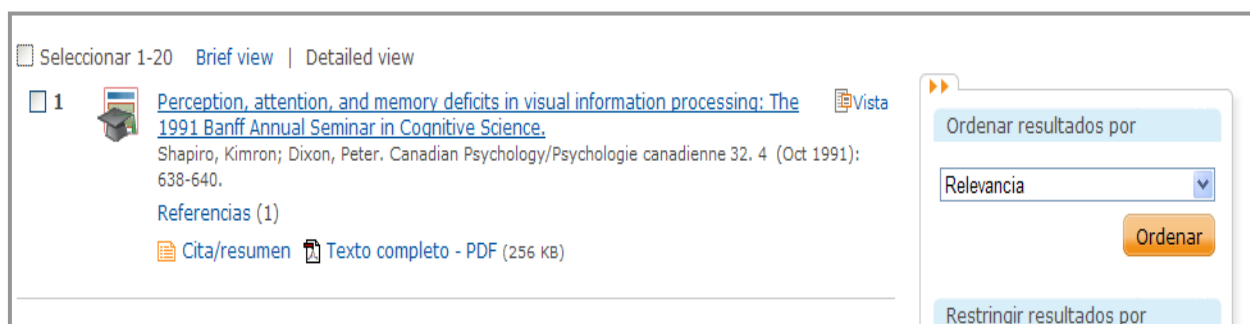 Seleccionar 1-20 Brief view | Detailed view
1 Perception, attention, and memory deficits in visual information processing: The Vista
1991 Banff Annual Seminar in Cognitive Science.
Shapiro, Kimron; Dixon, Peter. Canadian Psychology/Psychologie canadienne 32. 4 (Oct 1991):
638-640.
Referencias (1)
Cita/resumen Texto completo - PDF (256 KB)
Ordenar resultados por
Relevancia
Ordenar
Restringir resultados por